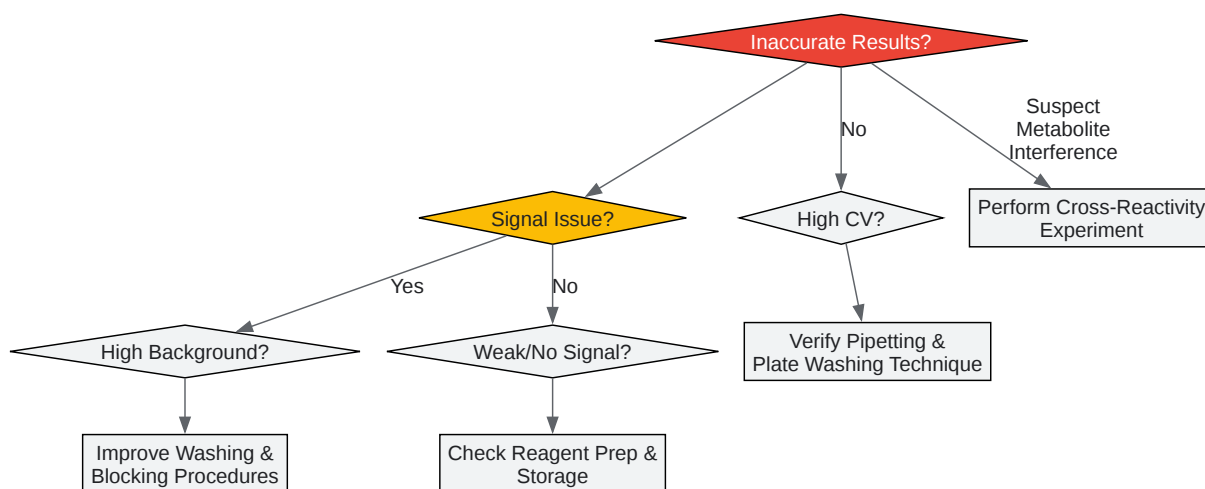 Inaccurate Results?
No
Suspect
Metabolite
Interference
Signal Issue?
High CV?
Perform Cross-Reactivity
Experiment
Yes
No
High Background?
Weak/No Signal?
Verify Pipetting &
Plate Washing Technique
Improve Washing &
Blocking Procedures
Check Reagent Prep &
Storage